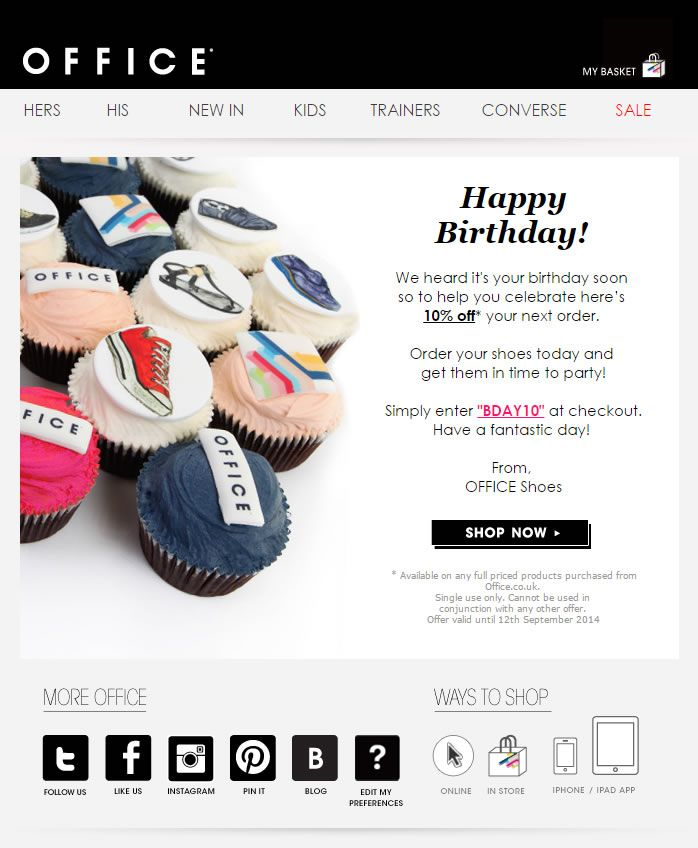 OFFICE
MY BASKET
HERS HIS NEW IN KIDS TRAINERS CONVERSE SALE
OFFICE
FICE
OFFICE
Happy
Birthday!
We heard it's your birthday soon
so to help you celebrate here's
10% off* your next order.
Order your shoes today and
get them in time to party!
Simply enter "BDAY10" at checkout.
Have a fantastic day!
From,
OFFICE Shoes
SHOP NOW ▸
* Available on any full priced products purchased from
Office.co.uk.
Single use only. Cannot be used in
conjunction with any other offer.
Offer valid until 12th September 2014
MORE OFFICE
t f P B ?
FOLLOW US LIKE US INSTAGRAM PIN IT BLOG EDIT MY
PREFERENCES
WAYS TO SHOP
ONLINE IN STORE IPHONE / IPAD APP